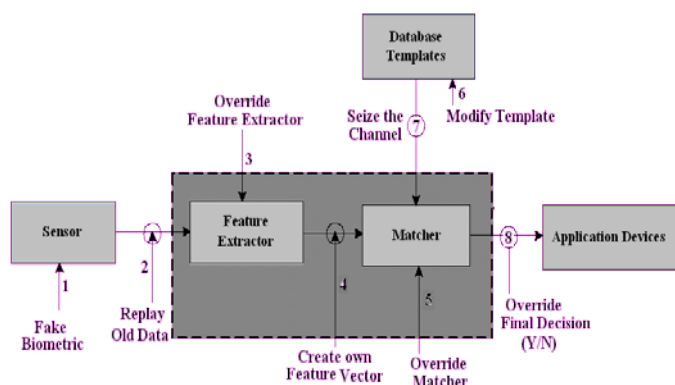 Database
Templates
6
Override
Feature Extractor
Seize the
Channel
7
Modify Template
3
Sensor
Feature
Extractor
Matcher
8
Application Devices
1
2
4
5
Fake
Biometric
Replay
Old Data
Create own
Feature Vector
Override
Matcher
Override
Final Decision
(Y/N)